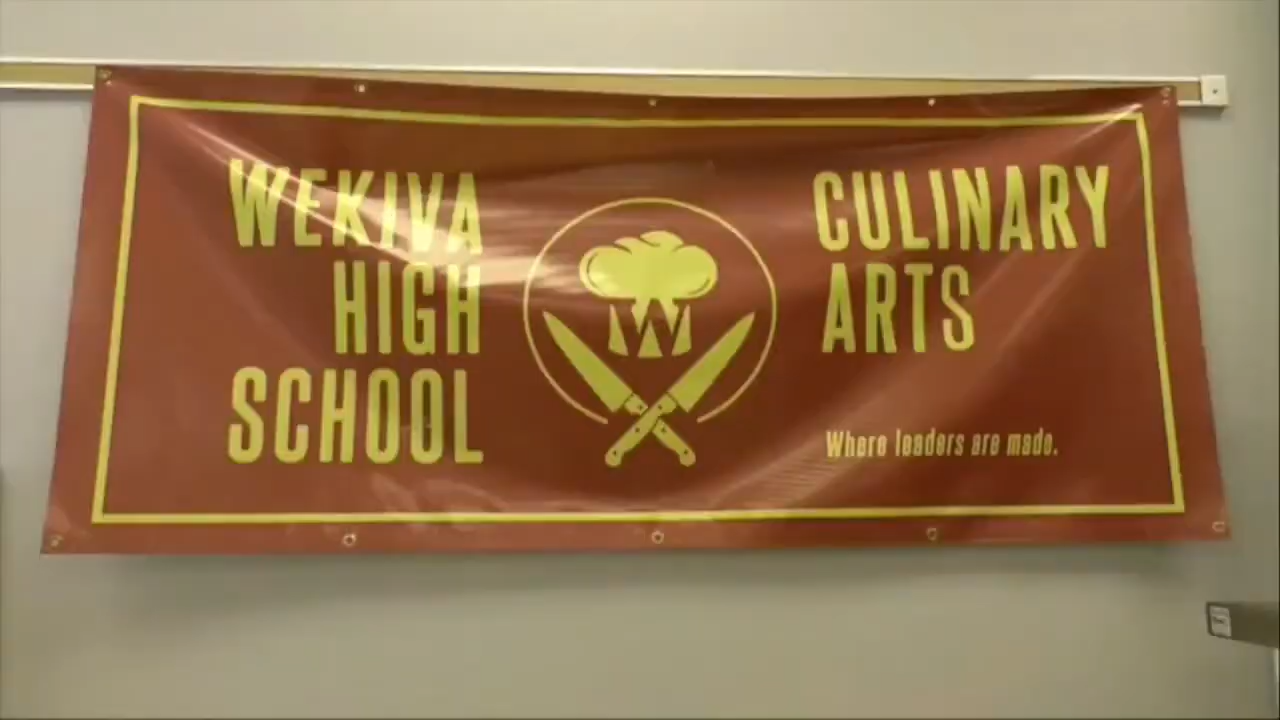 WEKIVA
HIGH
SCHOOL
W
CULINARY
ARTS
Where leaders are made.